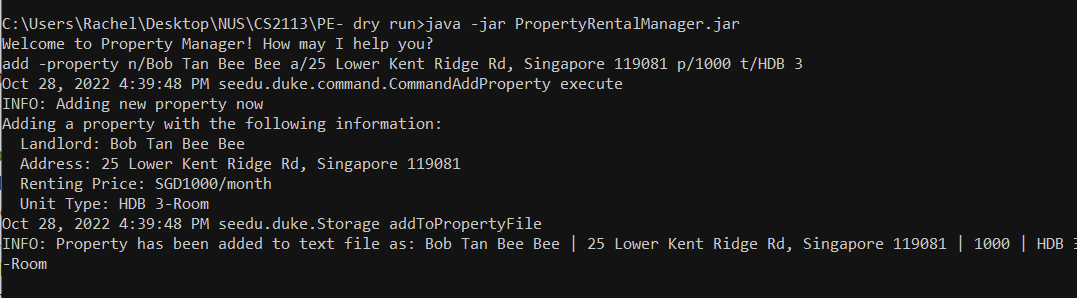 C:\Users\Rachel\Desktop\NUS\CS2113\PE- dry run>java -jar PropertyRentalManager.jar
Welcome to Property Manager! How may I help you?
add -property n/Bob Tan Bee Bee a/25 Lower Kent Ridge Rd, Singapore 119081 p/1000 t/HDB 3
Oct 28, 2022 4:39:48 PM seedu.duke.command.CommandAddProperty execute
INFO: Adding new property now
Adding a property with the following information:
  Landlord: Bob Tan Bee Bee
  Address: 25 Lower Kent Ridge Rd, Singapore 119081
  Renting Price: SGD1000/month
  Unit Type: HDB 3-Room
Oct 28, 2022 4:39:48 PM seedu.duke.Storage addToPropertyFile
INFO: Property has been added to text file as: Bob Tan Bee Bee | 25 Lower Kent Ridge Rd, Singapore 119081 | 1000 | HDB 3
-Room